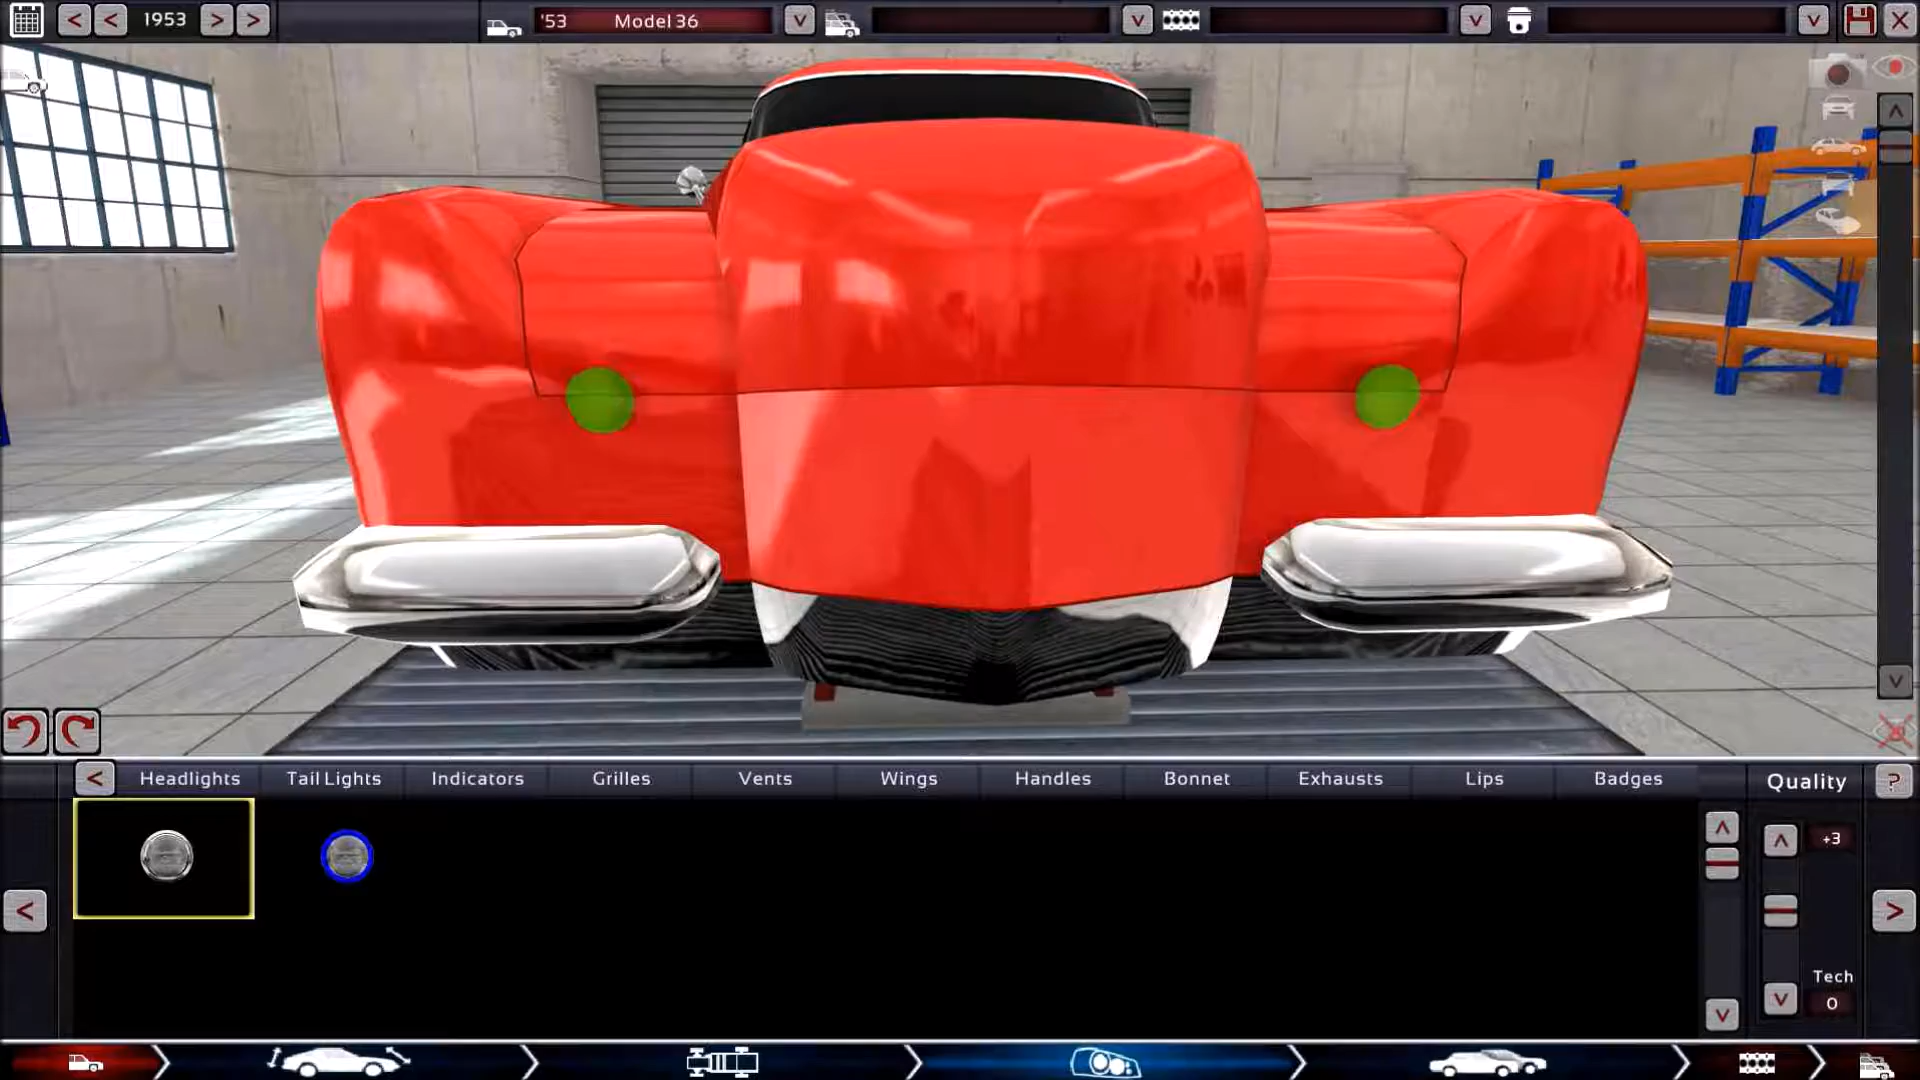 1953
'53 Model 36
Headlights Tail Lights Indicators Grilles Vents Wings Handles Bonnet Exhausts Lips Badges Quality ?
+3
Tech
0